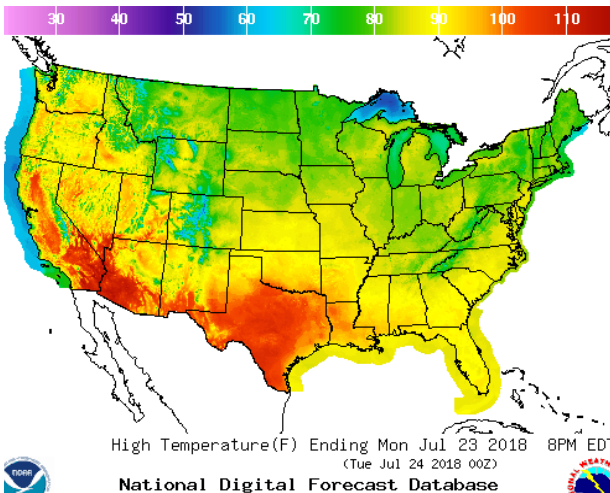 30 40 50 60 70 80 90 100 110
High Temperature(F) Ending Mon Jul 23 2018 8PM EDT
(Tue Jul 24 2018 00Z)
National Digital Forecast Database
noaa